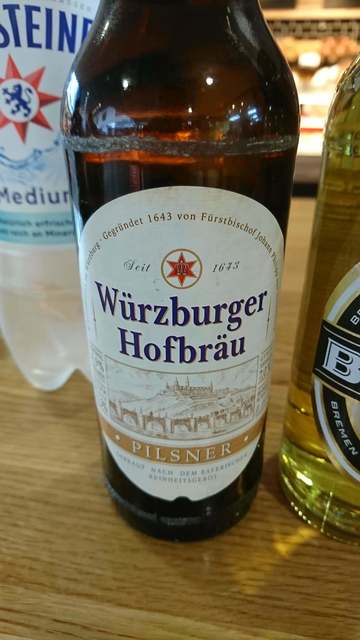 STEINE
Medium
Gegründet 1643 von Fürstbischof Johann
Seit 1643
Würzburger
Hofbräu
PILSNER
GEBRAUT NACH DEM BAYERISCHEN
REINHEITSGEBOT
B
BREMEN